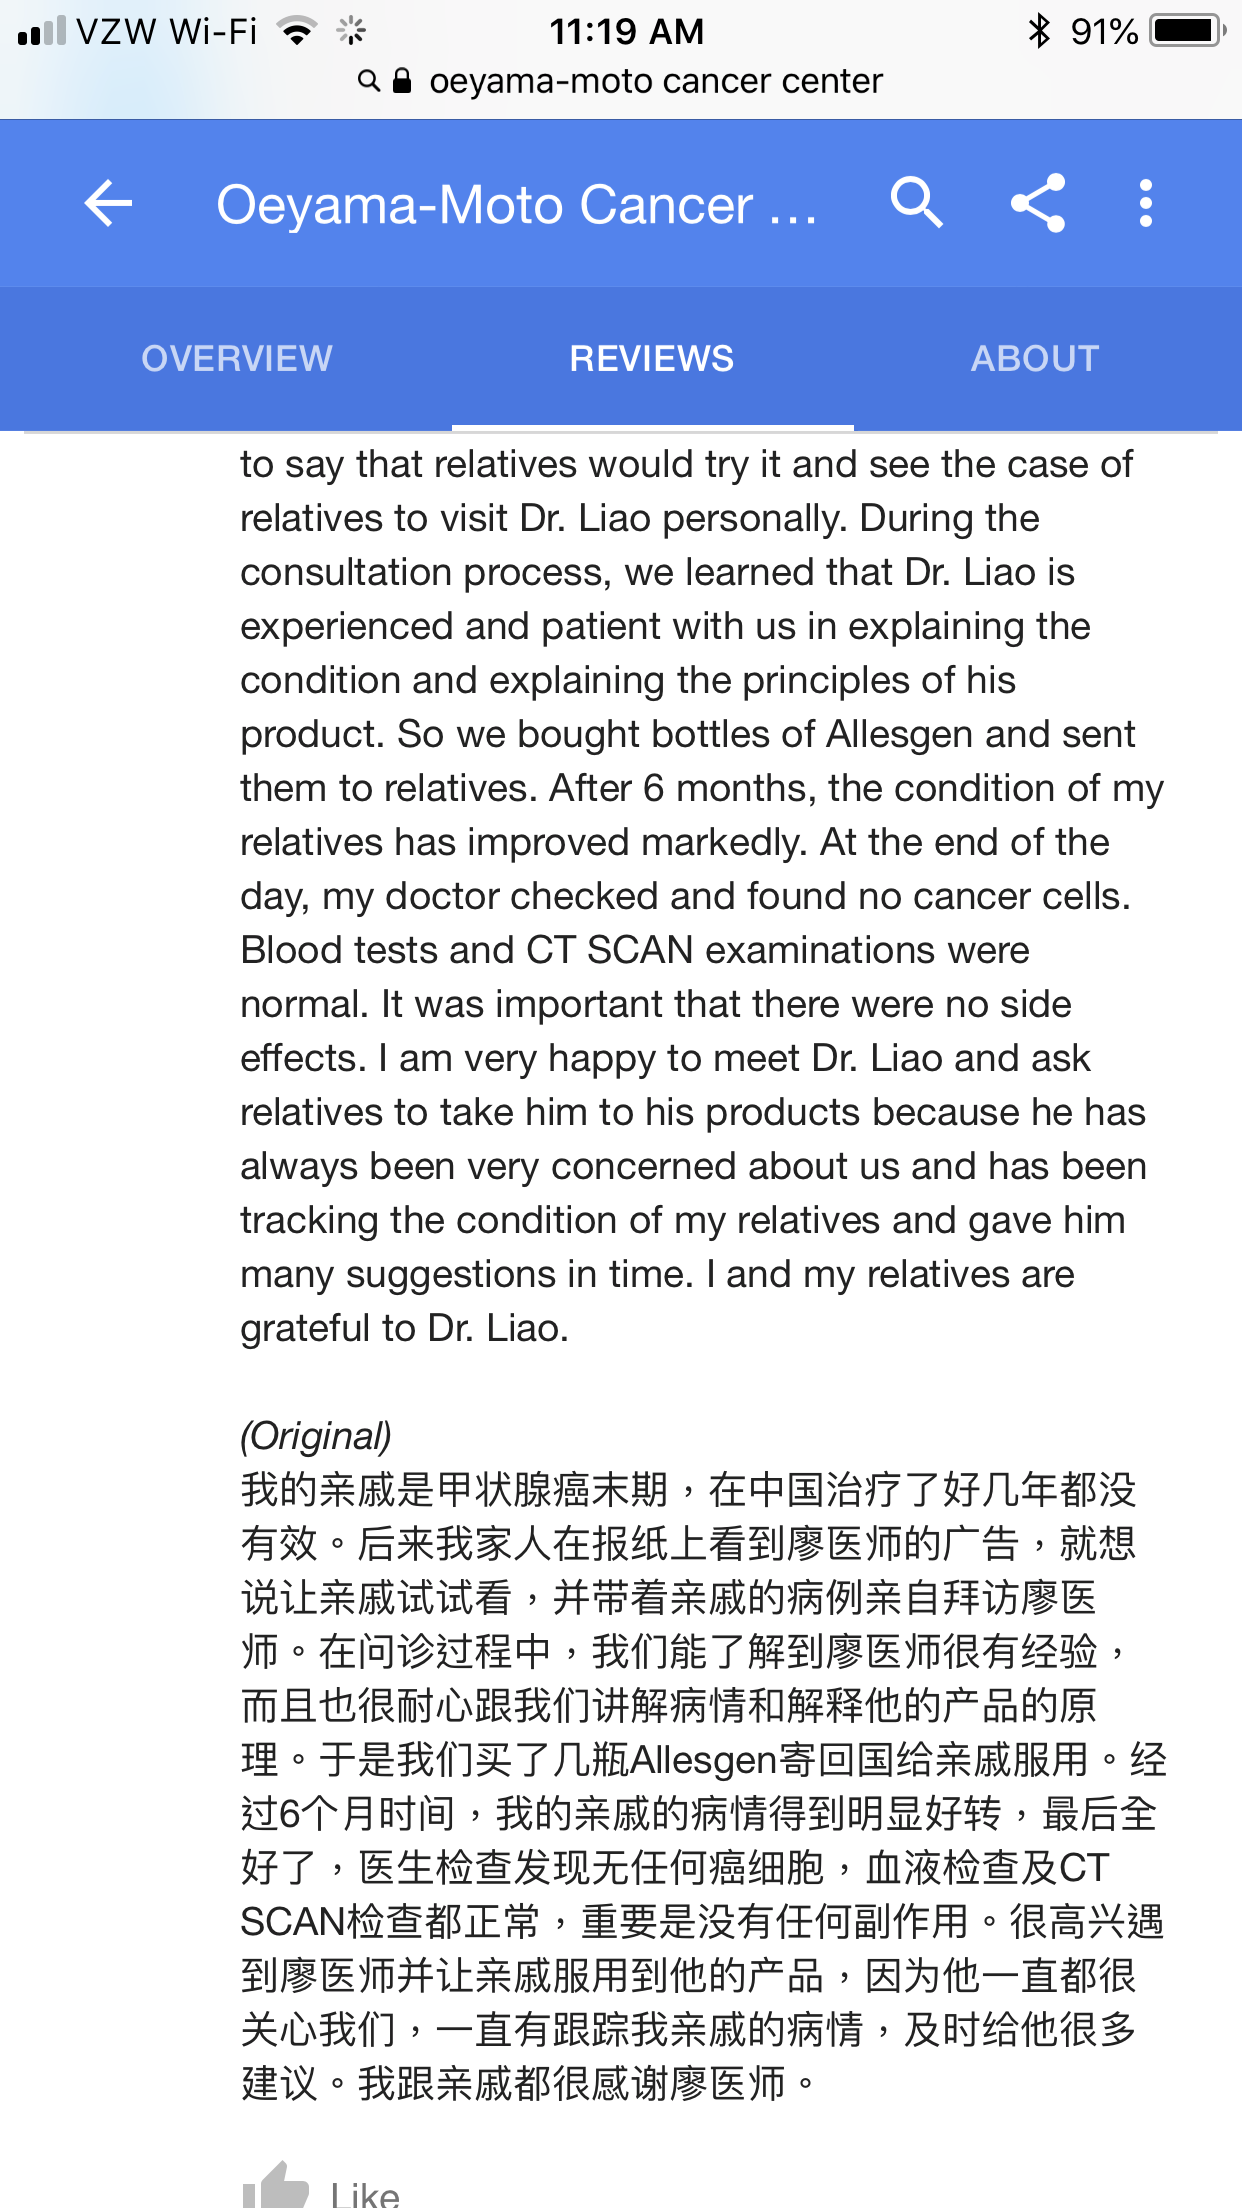 VZW Wi-Fi 11:19 AM 91%
oeyama-moto cancer center
Oeyama-Moto Cancer ...
OVERVIEW REVIEWS ABOUT
to say that relatives would try it and see the case of
relatives to visit Dr. Liao personally. During the
consultation process, we learned that Dr. Liao is
experienced and patient with us in explaining the
condition and explaining the principles of his
product. So we bought bottles of Allesgen and sent
them to relatives. After 6 months, the condition of my
relatives has improved markedly. At the end of the
day, my doctor checked and found no cancer cells.
Blood tests and CT SCAN examinations were
normal. It was important that there were no side
effects. I am very happy to meet Dr. Liao and ask
relatives to take him to his products because he has
always been very concerned about us and has been
tracking the condition of my relatives and gave him
many suggestions in time. I and my relatives are
grateful to Dr. Liao.
(Original)
我的亲戚是甲状腺癌末期，在中国治疗了好几年都没
有效。后来我家人在报纸上看到廖医师的广告，就想
说让亲戚试试看，并带着亲戚的病例亲自拜访廖医
师。在问诊过程中，我们能了解到廖医师很有经验，
而且也很耐心跟我们讲解病情和解释他的产品的原
理。于是我们买了几瓶Allesgen寄回国给亲戚服用。经
过6个月时间，我的亲戚的病情得到明显好转，最后全
好了，医生检查发现无任何癌细胞，血液检查及CT
SCAN检查都正常，重要是没有任何副作用。很高兴遇
到廖医师并让亲戚服用到他的产品，因为他一直都很
关心我们，一直有跟踪我亲戚的病情，及时给他很多
建议。我跟亲戚都很感谢廖医师。
Like